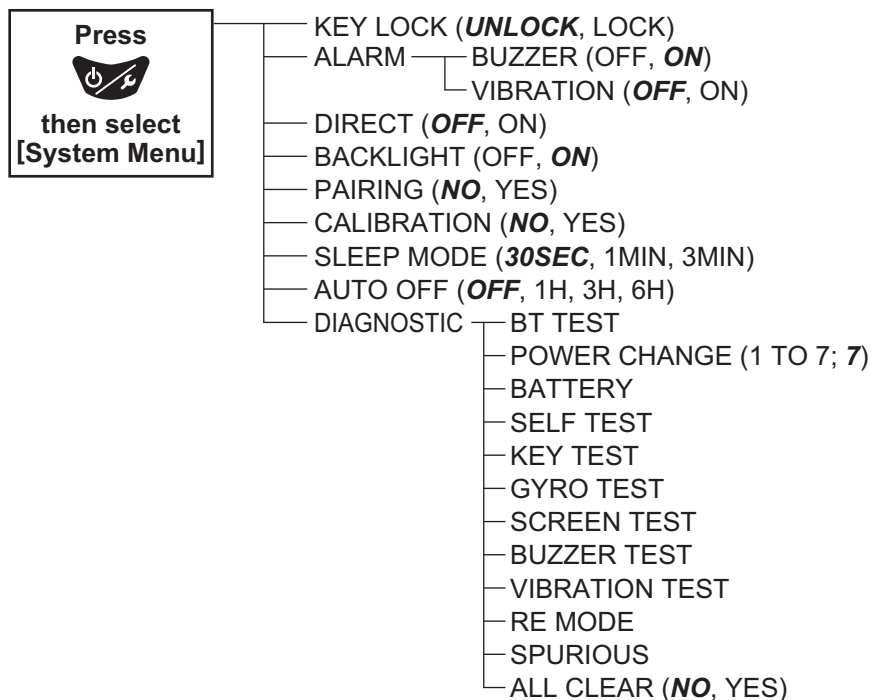 Press
then select
[System Menu]
KEY LOCK (UNLOCK, LOCK)
ALARM
BUZZER (OFF, ON)
VIBRATION (OFF, ON)
DIRECT (OFF, ON)
BACKLIGHT (OFF, ON)
PAIRING (NO, YES)
CALIBRATION (NO, YES)
SLEEP MODE (30SEC, 1MIN, 3MIN)
AUTO OFF (OFF, 1H, 3H, 6H)
DIAGNOSTIC
BT TEST
POWER CHANGE (1 TO 7; 7)
BATTERY
SELF TEST
KEY TEST
GYRO TEST
SCREEN TEST
BUZZER TEST
VIBRATION TEST
RE MODE
SPURIOUS
ALL CLEAR (NO, YES)